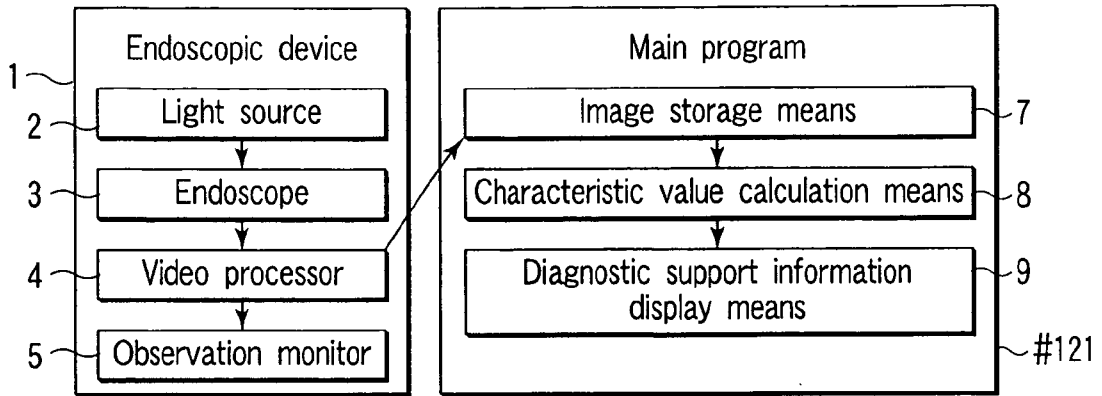 Endoscopic device
1
Light source
2
Endoscope
3
Video processor
4
Observation monitor
5
Main program
Image storage means
7
Characteristic value calculation means
8
Diagnostic support information
display means
9
#121